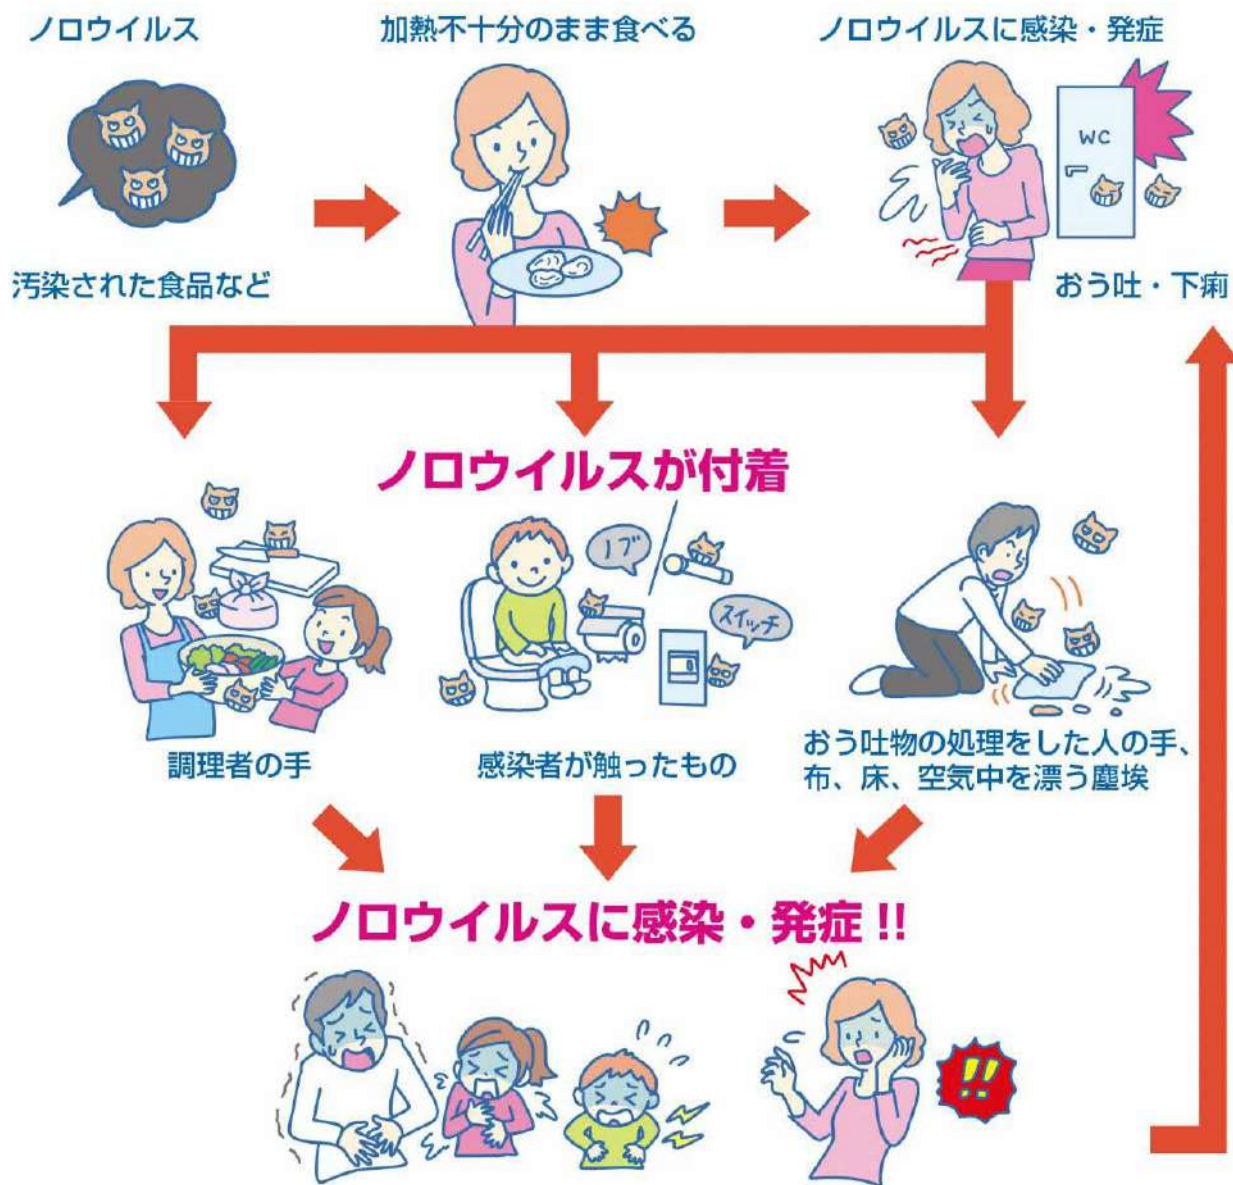 ノロウイルス
加熱不十分のまま食べる
ノロウイルスに感染・発症
WC
汚染された食品など
おう吐・下痢
ノロウイルスが付着
ノブ
スイッチ
調理者の手
感染者が触ったもの
おう吐物の処理をした人の手、
布、床、空気中を漂う塵埃
ノロウイルスに感染・発症!!
!!